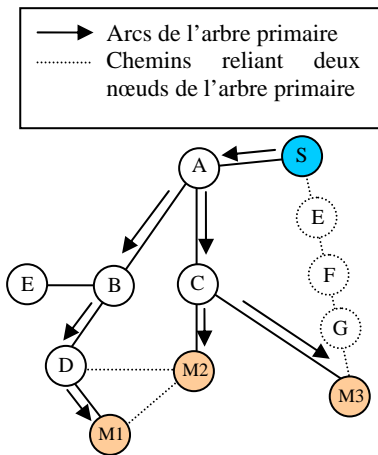 Arcs de l'arbre primaire
Chemins reliant deux
nœuds de l'arbre primaire
S
A
E
F
E
B
C
G
D
M2
M3
M1